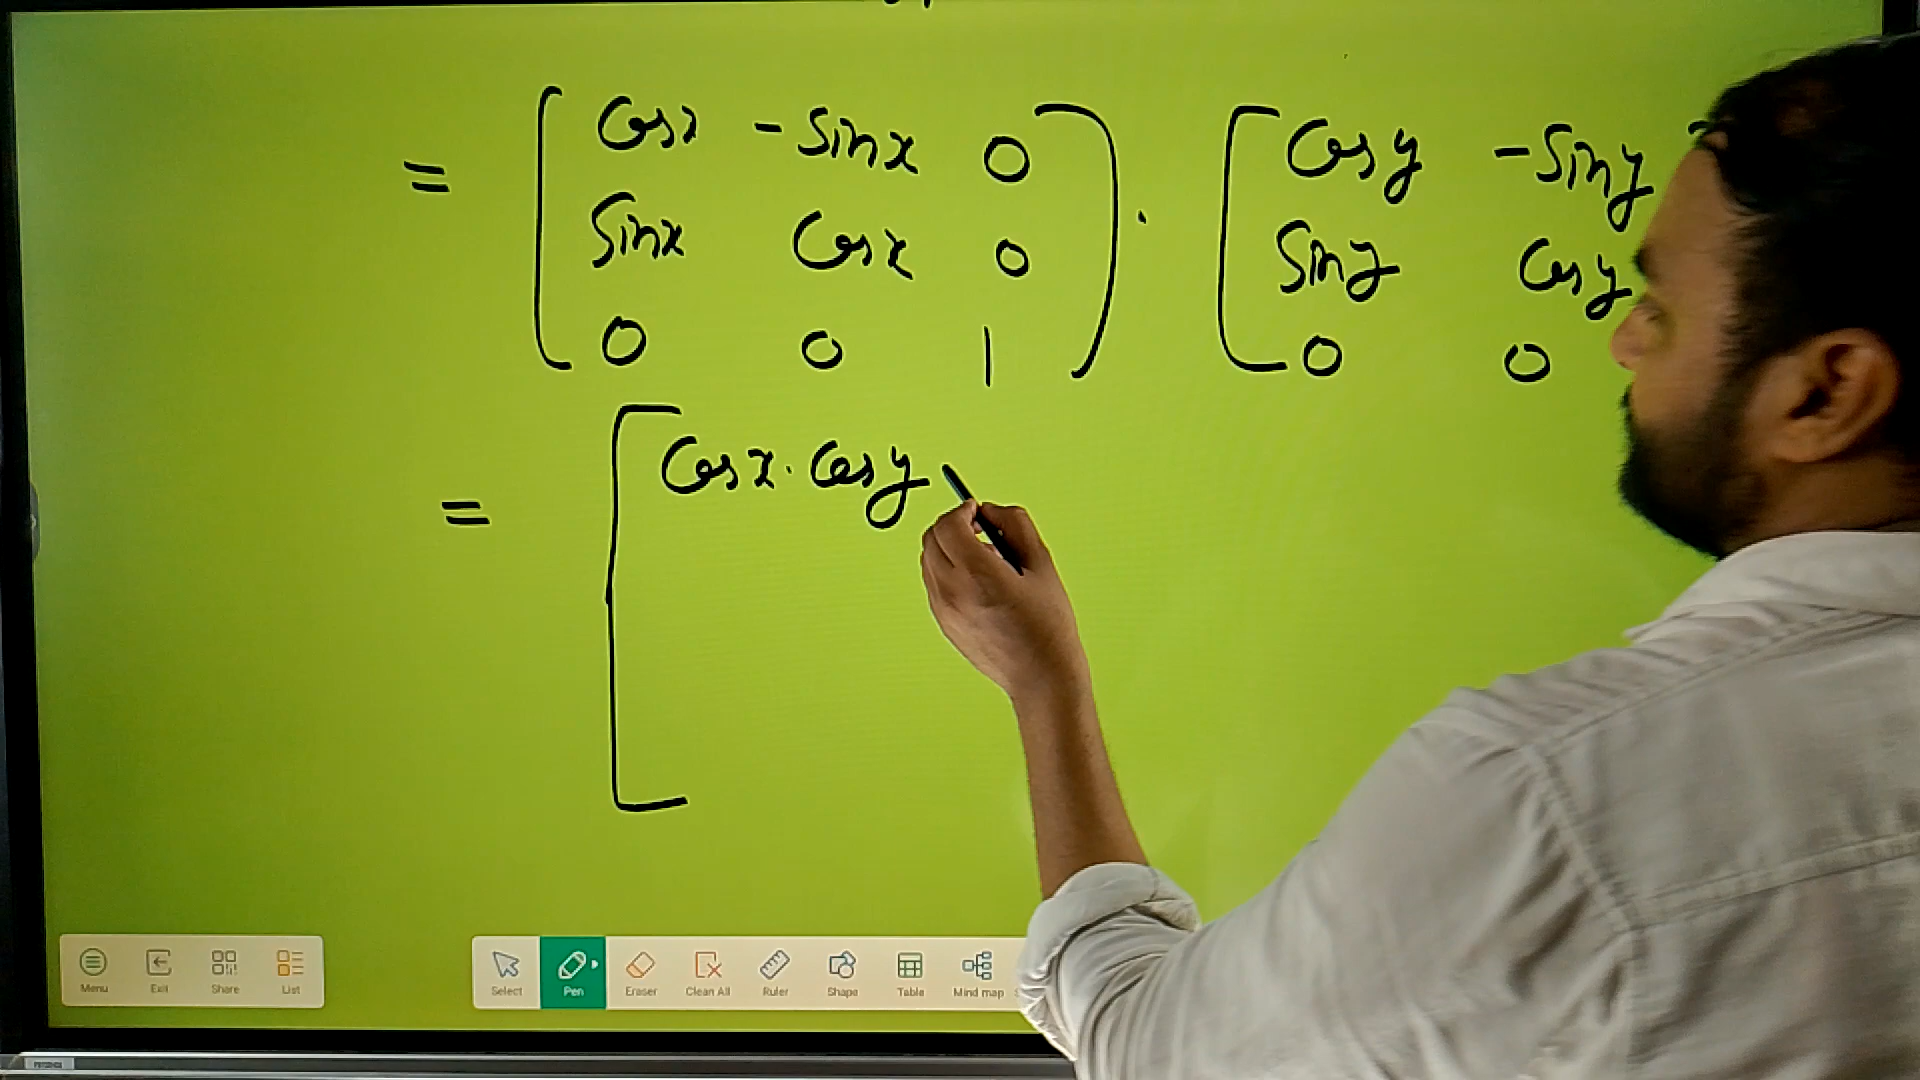 = [ Cosx -Sinx 0 ] . [ Cosy -Siny
Sinx Cosx 0 Siny Cosy
0 0 1 0 0
= [ Cosx. Cosy
Menu Exit Share List Select Pen Eraser Clean All Ruler Shape Table Mind map